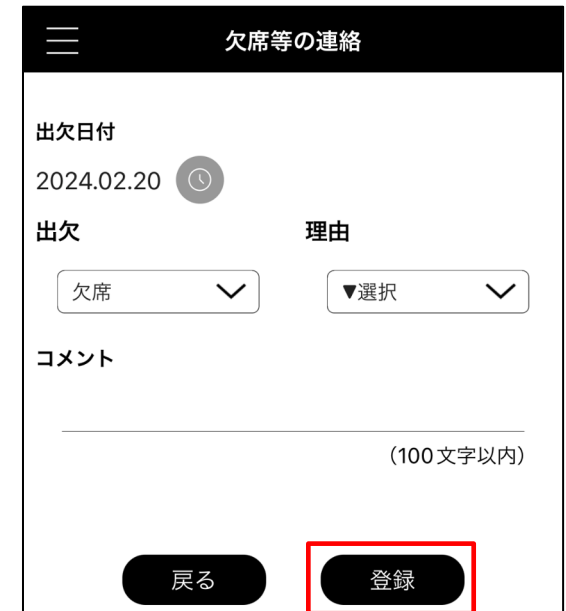 欠席等の連絡
出欠日付
2024.02.20
出欠 理由
欠席 ▼選択
コメント
（100文字以内）
戻る 登録